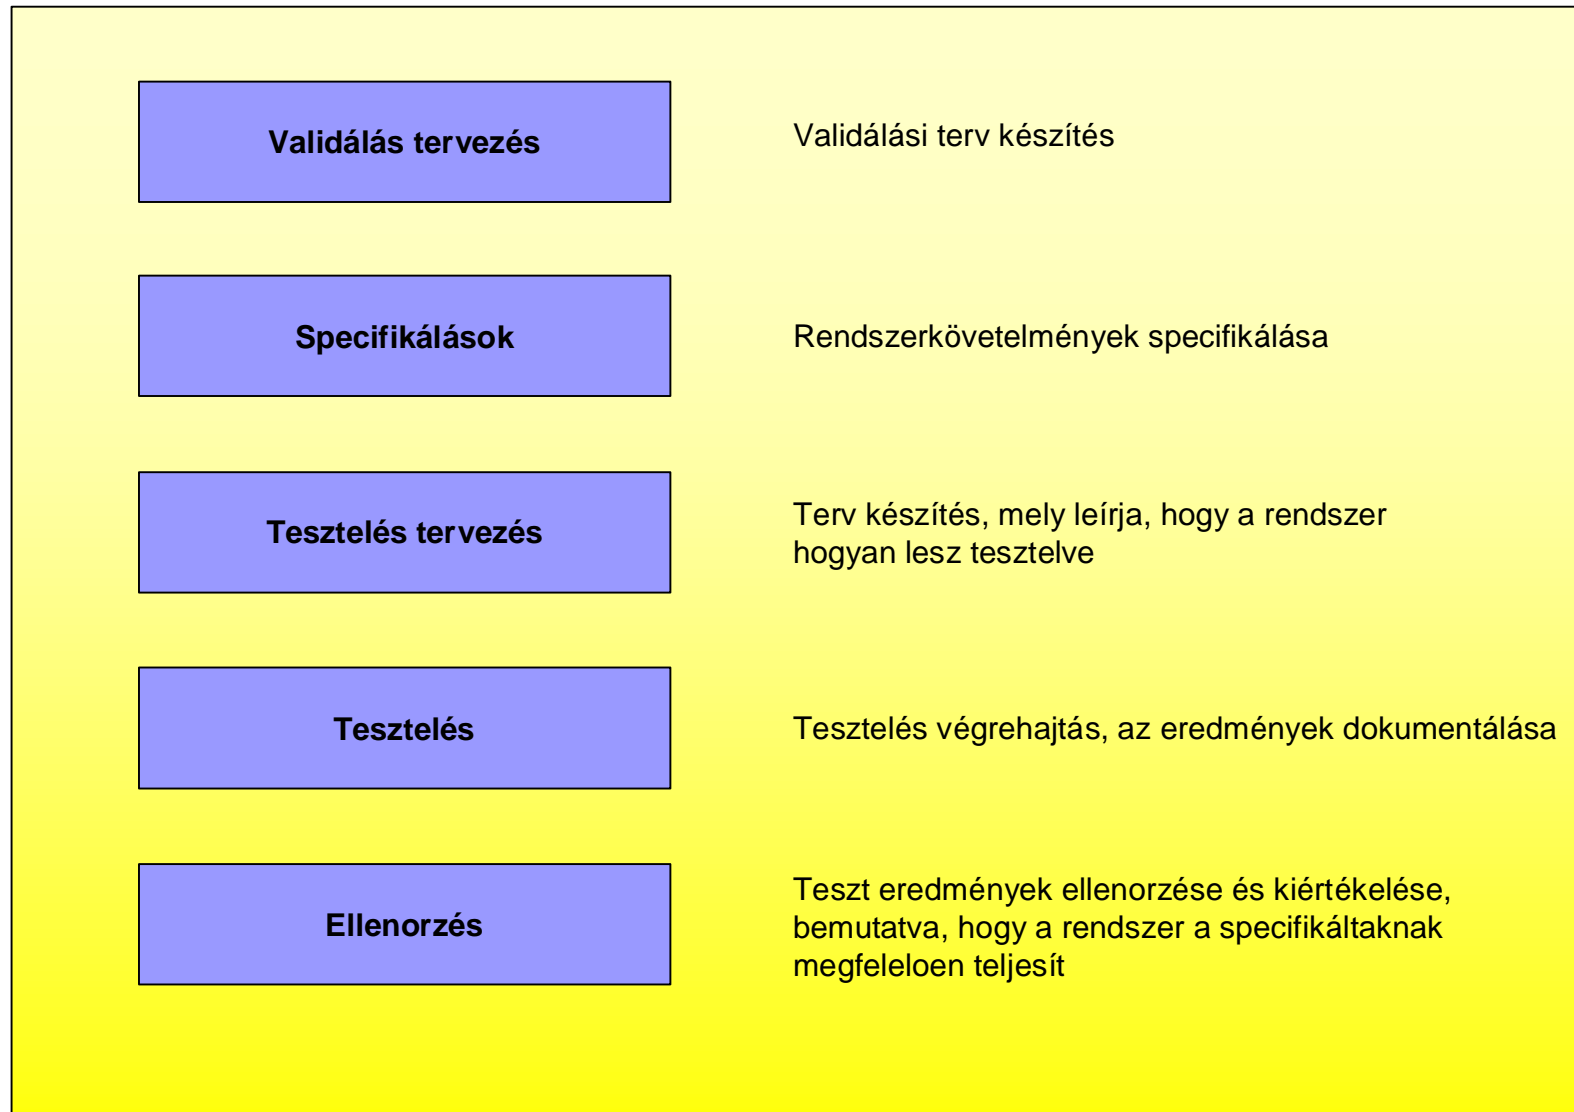 Validálás tervezés
Validálási terv készítés
Specifikálások
Rendszerkövetelmények specifikálása
Tesztelés tervezés
Terv készítés, mely leírja, hogy a rendszer
hogyan lesz tesztelve
Tesztelés
Tesztelés végrehajtás, az eredmények dokumentálása
Ellenorzés
Teszt eredmények ellenorzése és kiértékelése,
bemutatva, hogy a rendszer a specifikáltaknak
megfeleloen teljesít